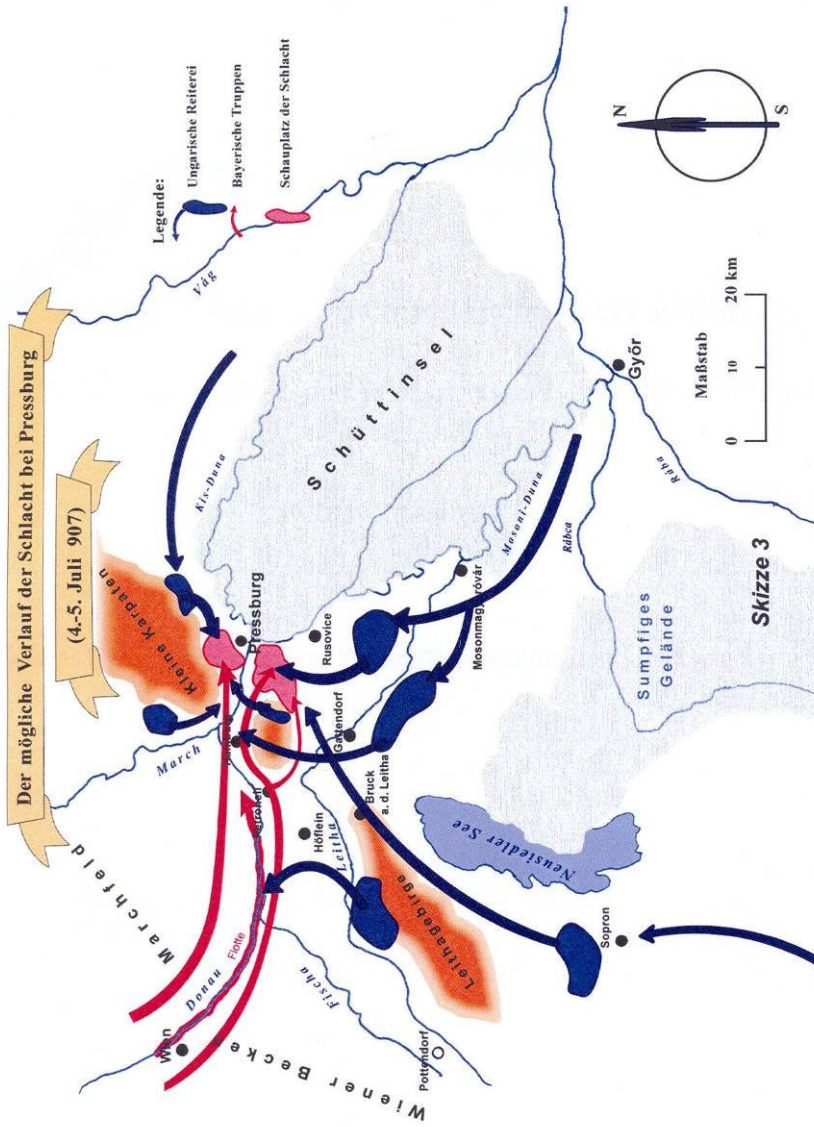 Der mögliche Verlauf der Schlacht bei Pressburg
(4.-5. Juli 907)
Legende:
Ungarische Reiterei
Bayerische Truppen
Schauplatz der Schlacht
Marchfeld
March
Kleine Karpaten
Vág
Wien
Donau
Flotte
Pressburg
Kis-Duna
Schüttinsel
Wiener
Fischa
Höflein
Leitha
Gattendorf
Rusovice
Bruck
a. d. Leitha
Pottendorf
Leithagebirge
Mosoni-Duna
Neusiedler See
Sopron
Sumpfiges
Gelände
Rábca
Rába
Győr
Skizze 3
Maßstab
0 10 20 km
N
S